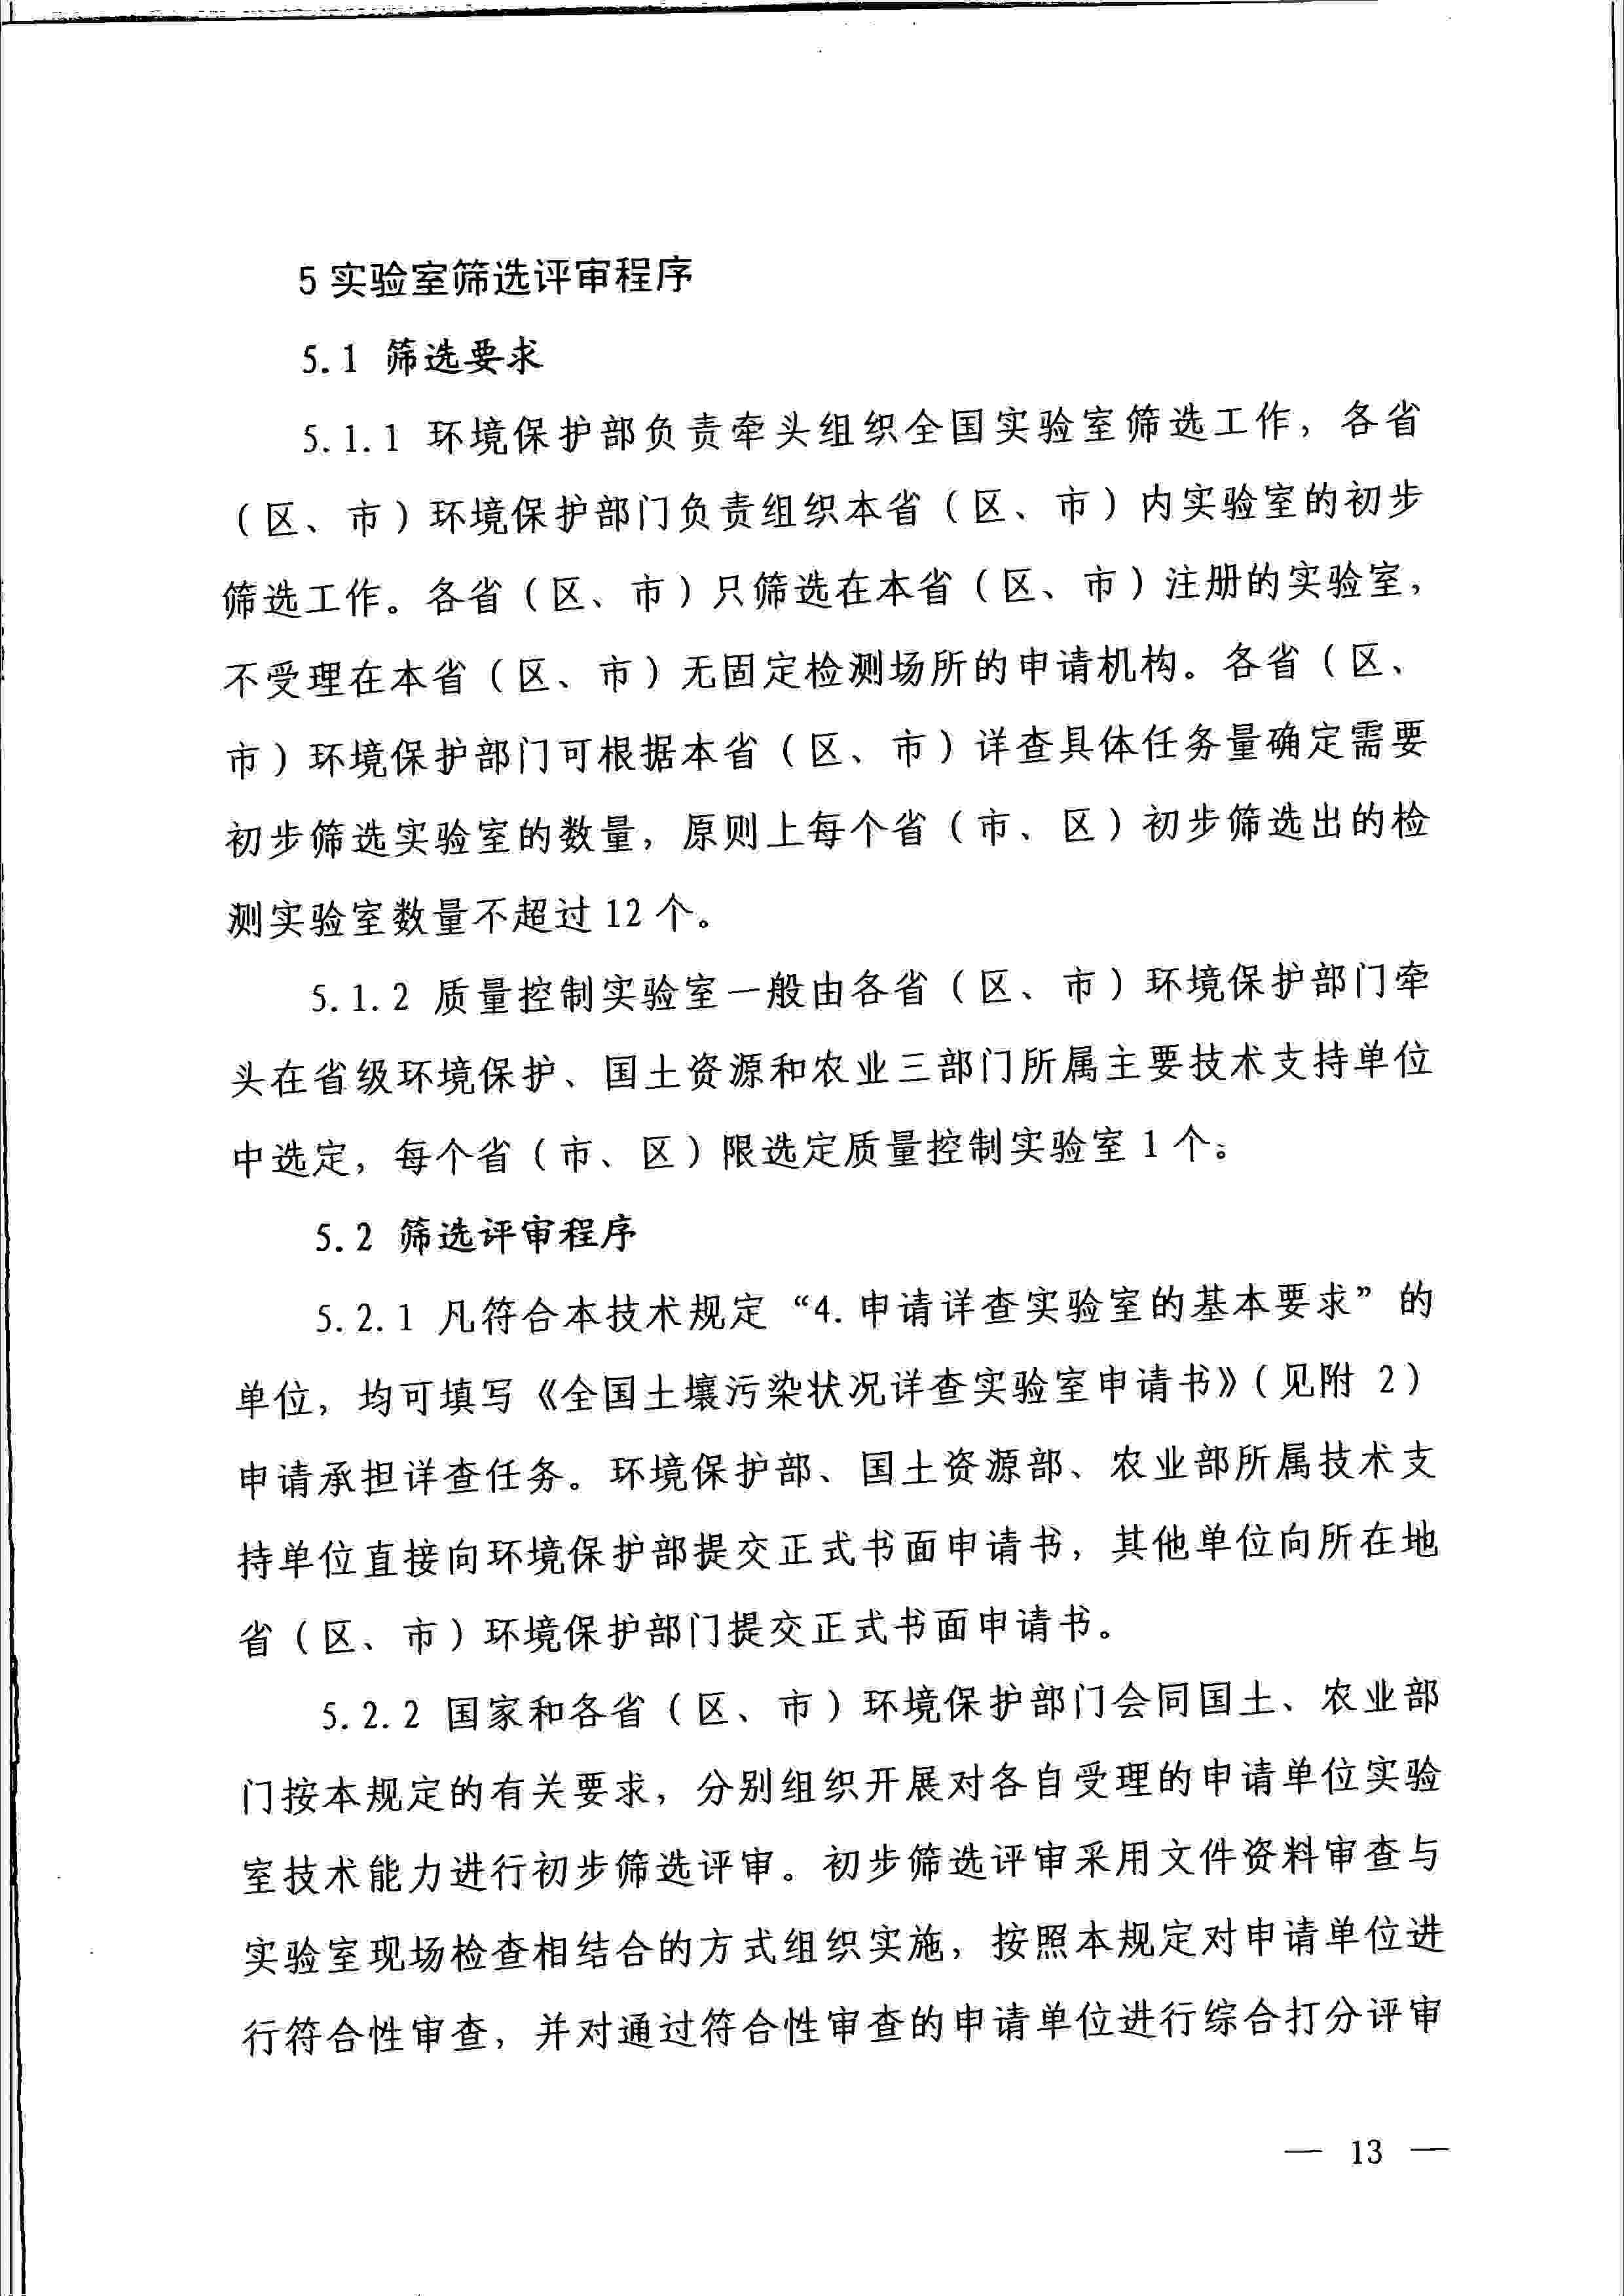 5 实验室筛选评审程序
5.1 筛选要求
5.1.1 环境保护部负责牵头组织全国实验室筛选工作，各省
（区、市）环境保护部门负责组织本省（区、市）内实验室的初步
筛选工作。各省（区、市）只筛选在本省（区、市）注册的实验室，
不受理在本省（区、市）无固定检测场所的申请机构。各省（区、
市）环境保护部门可根据本省（区、市）详查具体任务量确定需要
初步筛选实验室的数量，原则上每个省（市、区）初步筛选出的检
测实验室数量不超过 12 个。
5.1.2 质量控制实验室一般由各省（区、市）环境保护部门牵
头在省级环境保护、国土资源和农业三部门所属主要技术支持单位
中选定，每个省（市、区）限选定质量控制实验室 1 个。
5.2 筛选评审程序
5.2.1 凡符合本技术规定“4.申请详查实验室的基本要求”的
单位，均可填写《全国土壤污染状况详查实验室申请书》（见附 2）
申请承担详查任务。环境保护部、国土资源部、农业部所属技术支
持单位直接向环境保护部提交正式书面申请书，其他单位向所在地
省（区、市）环境保护部门提交正式书面申请书。
5.2.2 国家和各省（区、市）环境保护部门会同国土、农业部
门按本规定的有关要求，分别组织开展对各自受理的申请单位实验
室技术能力进行初步筛选评审。初步筛选评审采用文件资料审查与
实验室现场检查相结合的方式组织实施，按照本规定对申请单位进
行符合性审查，并对通过符合性审查的申请单位进行综合打分评审
— 13 —